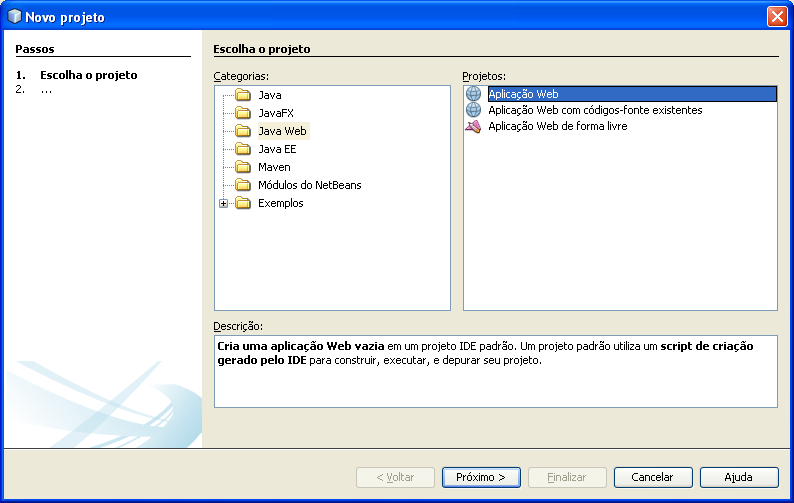 Novo projeto
Passos
1. Escolha o projeto
2. ...
Escolha o projeto
Categorias:
Java
JavaFX
Java Web
Java EE
Maven
Módulos do NetBeans
Exemplos
Projetos:
Aplicação Web
Aplicação Web com códigos-fonte existentes
Aplicação Web de forma livre
Descrição:
Cria uma aplicação Web vazia em um projeto IDE padrão. Um projeto padrão utiliza um script de criação
gerado pelo IDE para construir, executar, e depurar seu projeto.
< Voltar
Próximo >
Finalizar
Cancelar
Ajuda